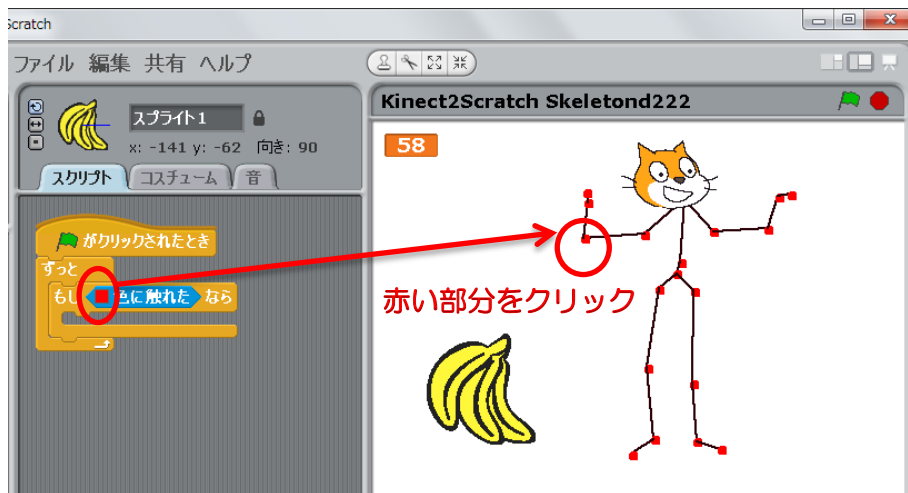 Scratch
ファイル 編集 共有 ヘルプ
スプライト1
x: -141 y: -62 向き: 90
スクリプト コスチューム 音
がクリックされたとき
ずっと
もし 色に触れた なら
Kinect2Scratch Skeletond222
58
赤い部分をクリック